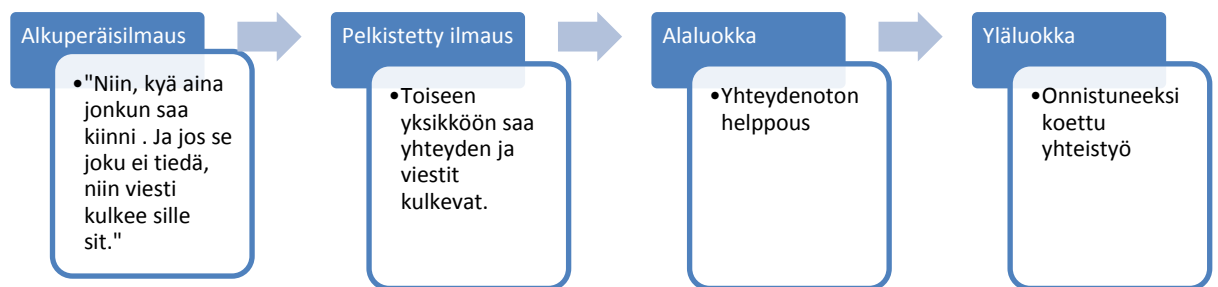 Alkuperäisilmaus
•"Niin, kyä aina
jonkun saa
kiinni . Ja jos se
joku ei tiedä,
niin viesti
kulkee sille
sit."
Pelkistetty ilmaus
•Toiseen
yksikköön saa
yhteyden ja
viestit
kulkevat.
Alaluokka
•Yhteydenoton
helppous
Yläluokka
•Onnistuneeksi
koettu
yhteistyö